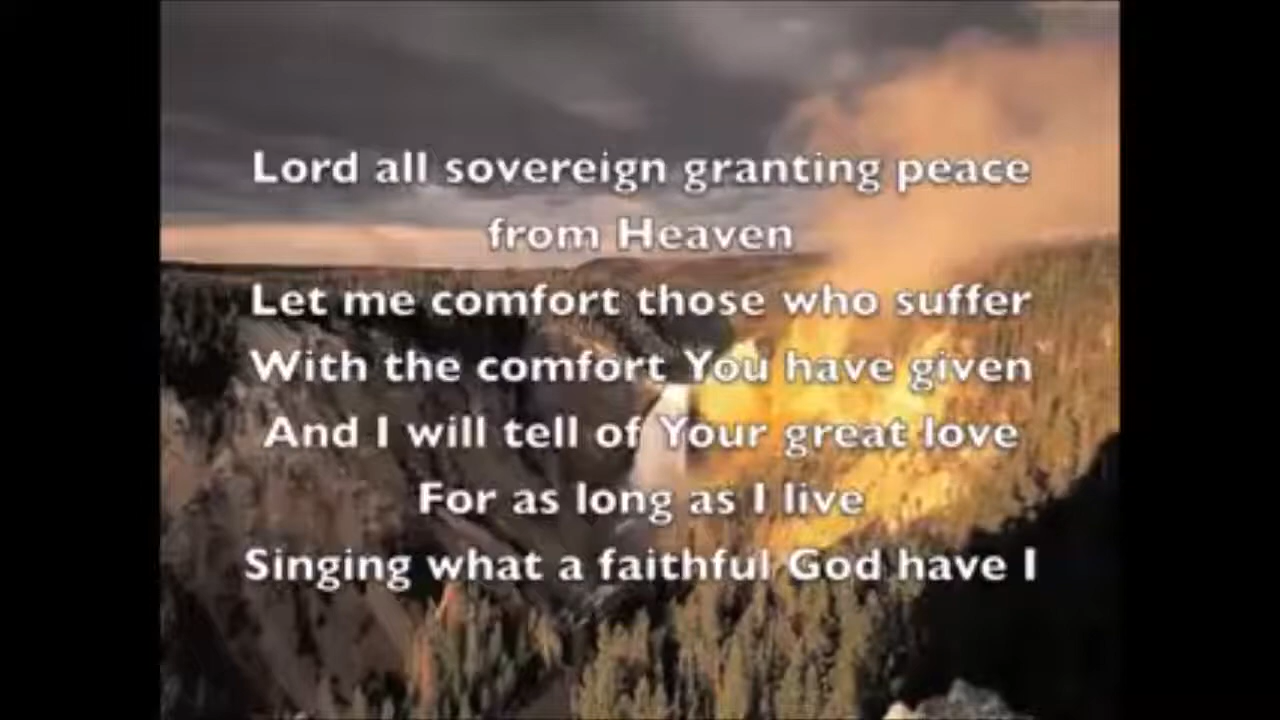 Lord all sovereign granting peace
from Heaven
Let me comfort those who suffer
With the comfort You have given
And I will tell of Your great love
For as long as I live
Singing what a faithful God have I